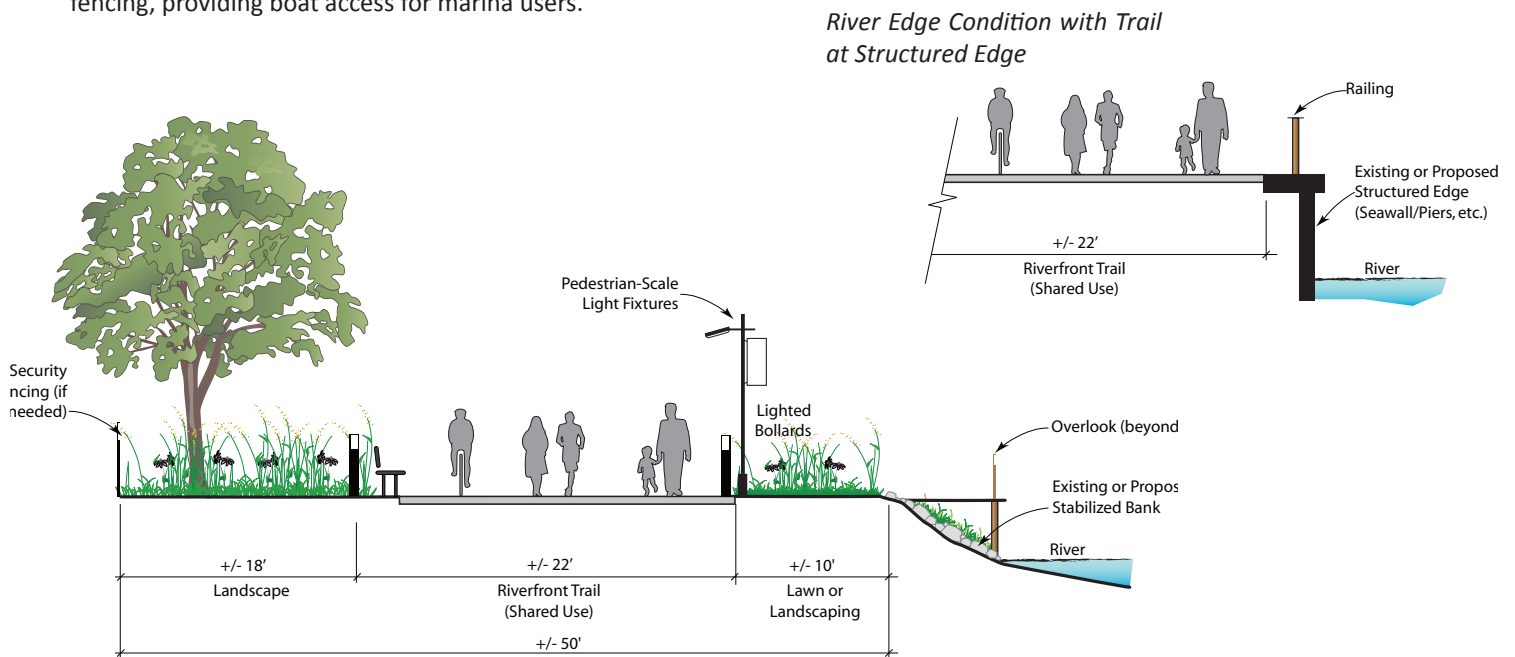 fencing, providing boat access for marina users.
River Edge Condition with Trail
at Structured Edge
Railing
Existing or Proposed
Structured Edge
(Seawall/Piers, etc.)
+/- 22'
Riverfront Trail
(Shared Use)
River
Pedestrian-Scale
Light Fixtures
Security
ncing (if
needed)
Lighted
Bollards
Overlook (beyond
Existing or Propos
Stabilized Bank
River
+/- 18'
Landscape
+/- 22'
Riverfront Trail
(Shared Use)
+/- 10'
Lawn or
Landscaping
+/- 50'